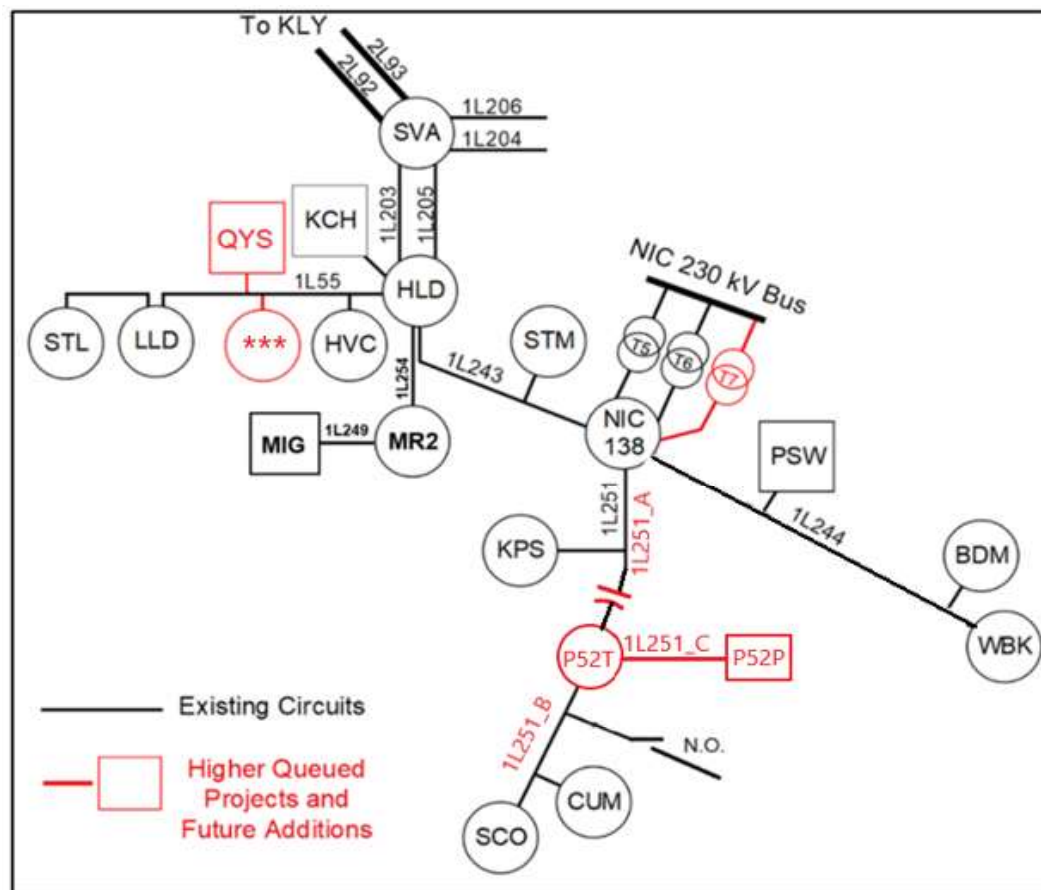 To KLY
2L93
2L92
SVA
1L206
1L204
1L203
1L205
QYS
KCH
1L55
HLD
STL
LLD
***
HVC
1L254
1L243
STM
NIC 230 kV Bus
T5
T6
T7
NIC
138
MIG
1L249
MR2
PSW
1L251
1L251_A
1L244
KPS
BDM
WBK
P52T
1L251_C
P52P
1L251_B
N.O.
CUM
SCO
Existing Circuits
Higher Queued
Projects and
Future Additions